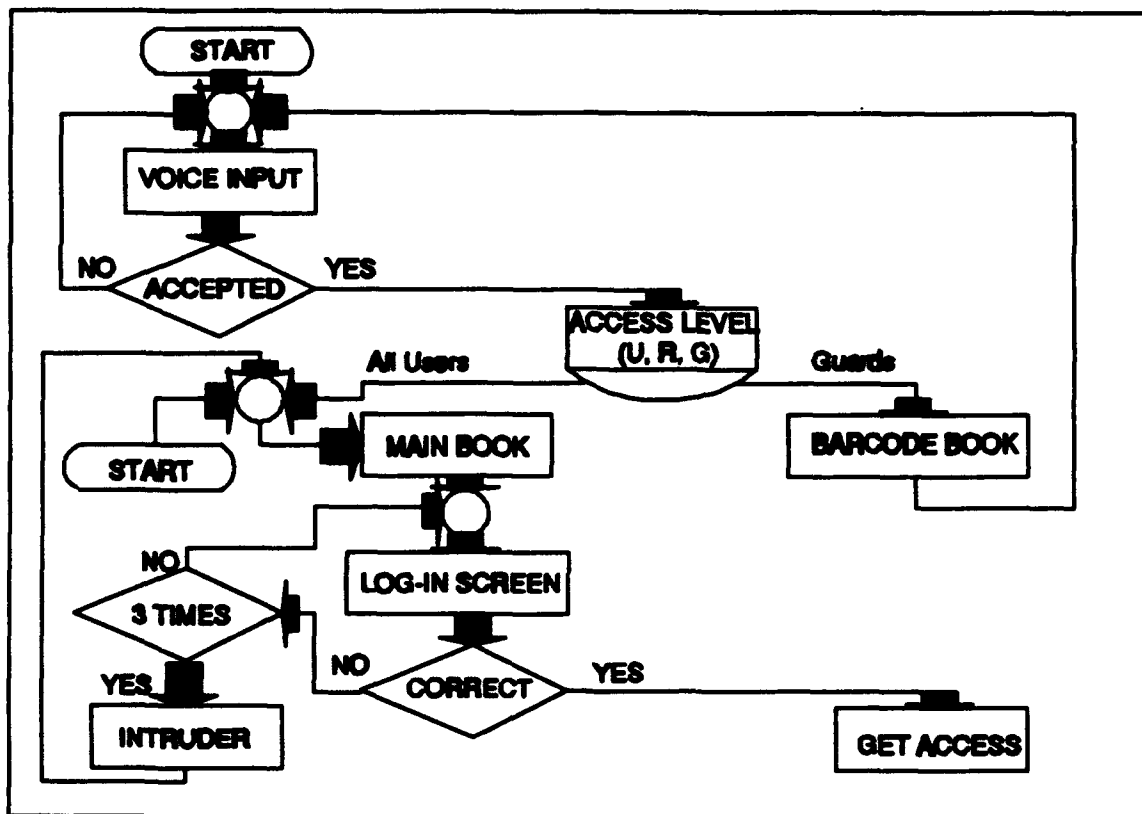 START
VOICE INPUT
NO
YES
ACCEPTED
ACCESS LEVEL
(U, R, G)
All Users
Guards
START
MAIN BOOK
BARCODE BOOK
NO
LOG-IN SCREEN
3 TIMES
NO
YES
CORRECT
YES
INTRUDER
GET ACCESS